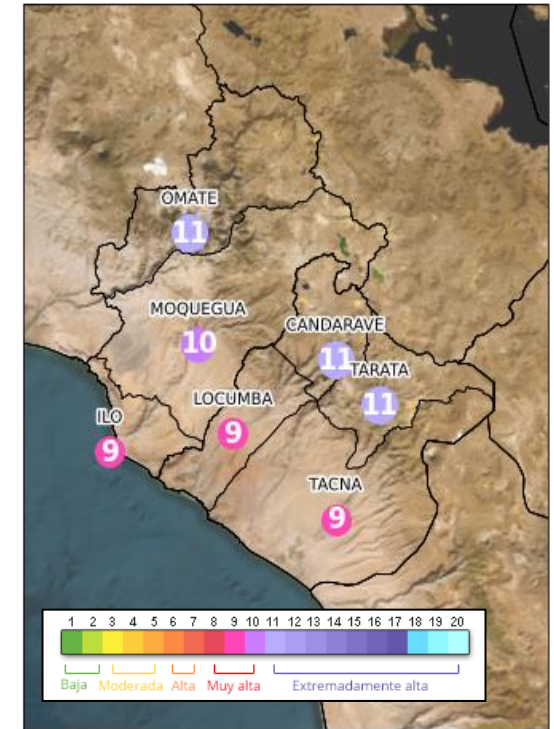 OMATE
11
MOQUEGUA
10
CANDARAVE
11
TARATA
11
LOCUMBA
9
ILO
9
TACNA
9
1 2 3 4 5 6 7 8 9 10 11 12 13 14 15 16 17 18 19 20
Baja Moderada Alta Muy alta Extremadamente alta